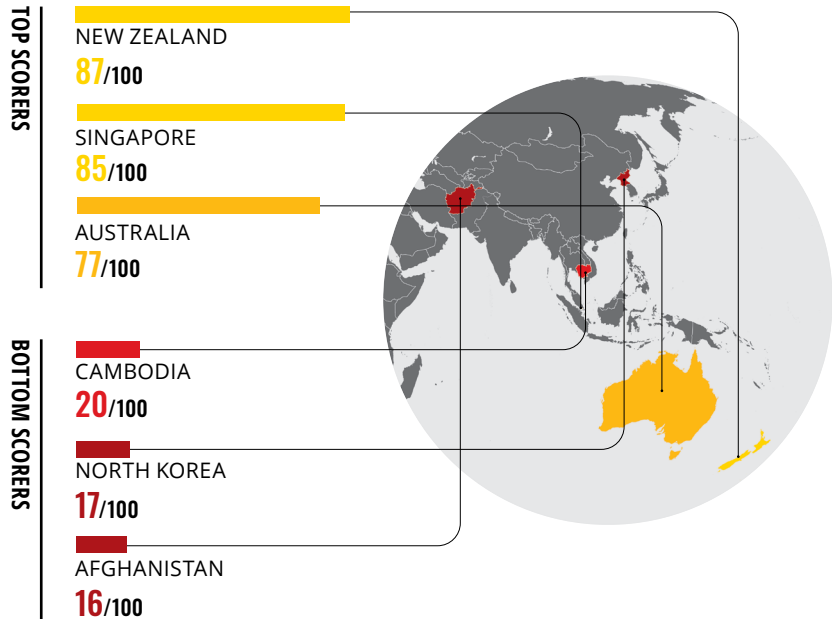 TOP SCORERS
NEW ZEALAND
87/100
SINGAPORE
85/100
AUSTRALIA
77/100
BOTTOM SCORERS
CAMBODIA
20/100
NORTH KOREA
17/100
AFGHANISTAN
16/100